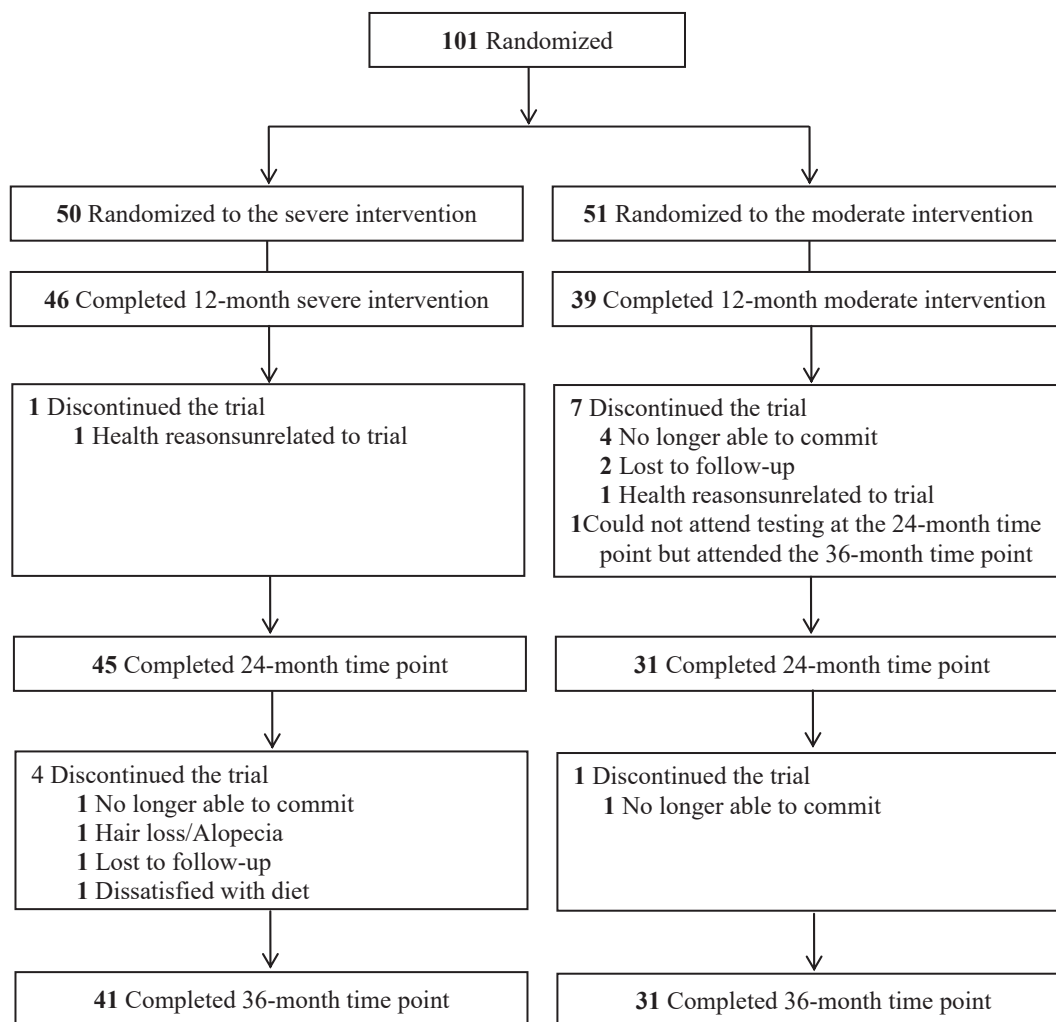 101 Randomized
50 Randomized to the severe intervention
51 Randomized to the moderate intervention
46 Completed 12-month severe intervention
39 Completed 12-month moderate intervention
1 Discontinued the trial
1 Health reasonsunrelated to trial
7 Discontinued the trial
4 No longer able to commit
2 Lost to follow-up
1 Health reasonsunrelated to trial
1Could not attend testing at the 24-month time
point but attended the 36-month time point
45 Completed 24-month time point
31 Completed 24-month time point
4 Discontinued the trial
1 No longer able to commit
1 Hair loss/Alopecia
1 Lost to follow-up
1 Dissatisfied with diet
1 Discontinued the trial
1 No longer able to commit
41 Completed 36-month time point
31 Completed 36-month time point